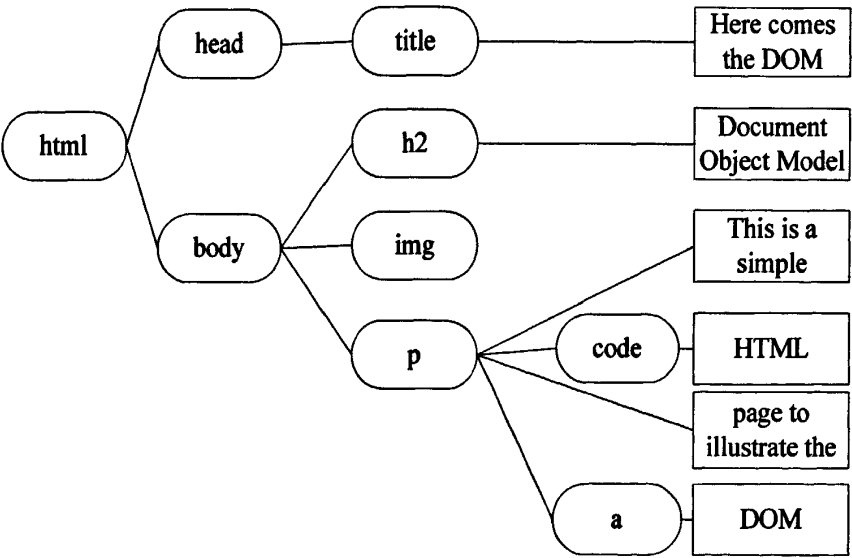 head
title
Here comes
the DOM
html
h2
Document
Object Model
body
img
This is a
simple
p
code
HTML
page to
illustrate the
a
DOM